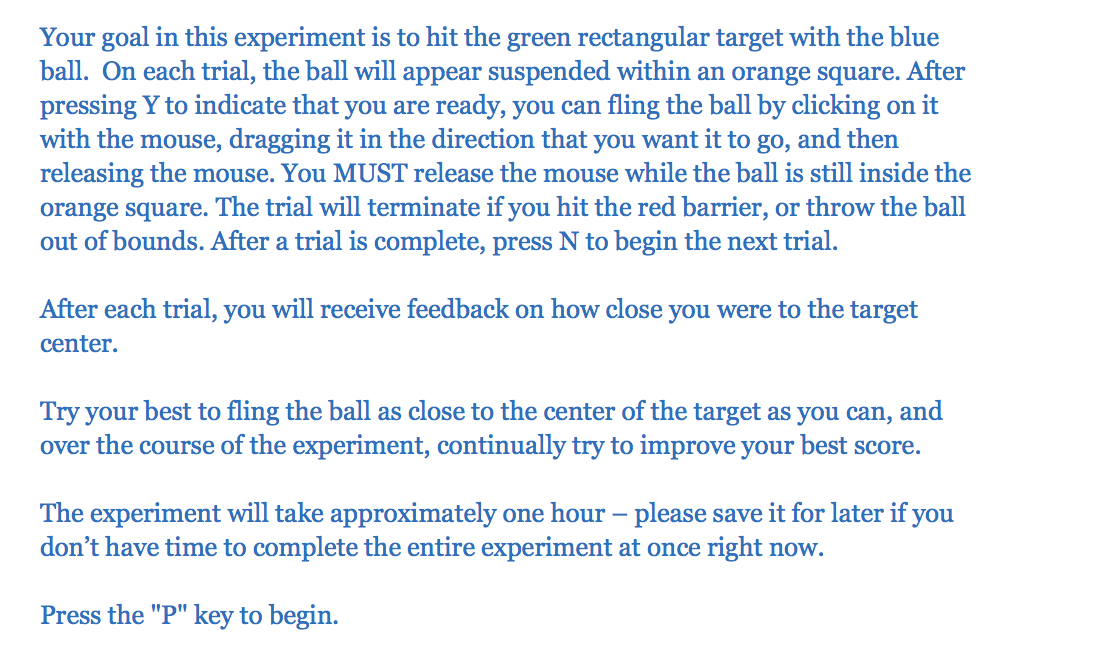 Your goal in this experiment is to hit the green rectangular target with the blue
ball.  On each trial, the ball will appear suspended within an orange square. After
pressing Y to indicate that you are ready, you can fling the ball by clicking on it
with the mouse, dragging it in the direction that you want it to go, and then
releasing the mouse. You MUST release the mouse while the ball is still inside the
orange square. The trial will terminate if you hit the red barrier, or throw the ball
out of bounds. After a trial is complete, press N to begin the next trial.
After each trial, you will receive feedback on how close you were to the target
center.
Try your best to fling the ball as close to the center of the target as you can, and
over the course of the experiment, continually try to improve your best score.
The experiment will take approximately one hour – please save it for later if you
don’t have time to complete the entire experiment at once right now.
Press the "P" key to begin.